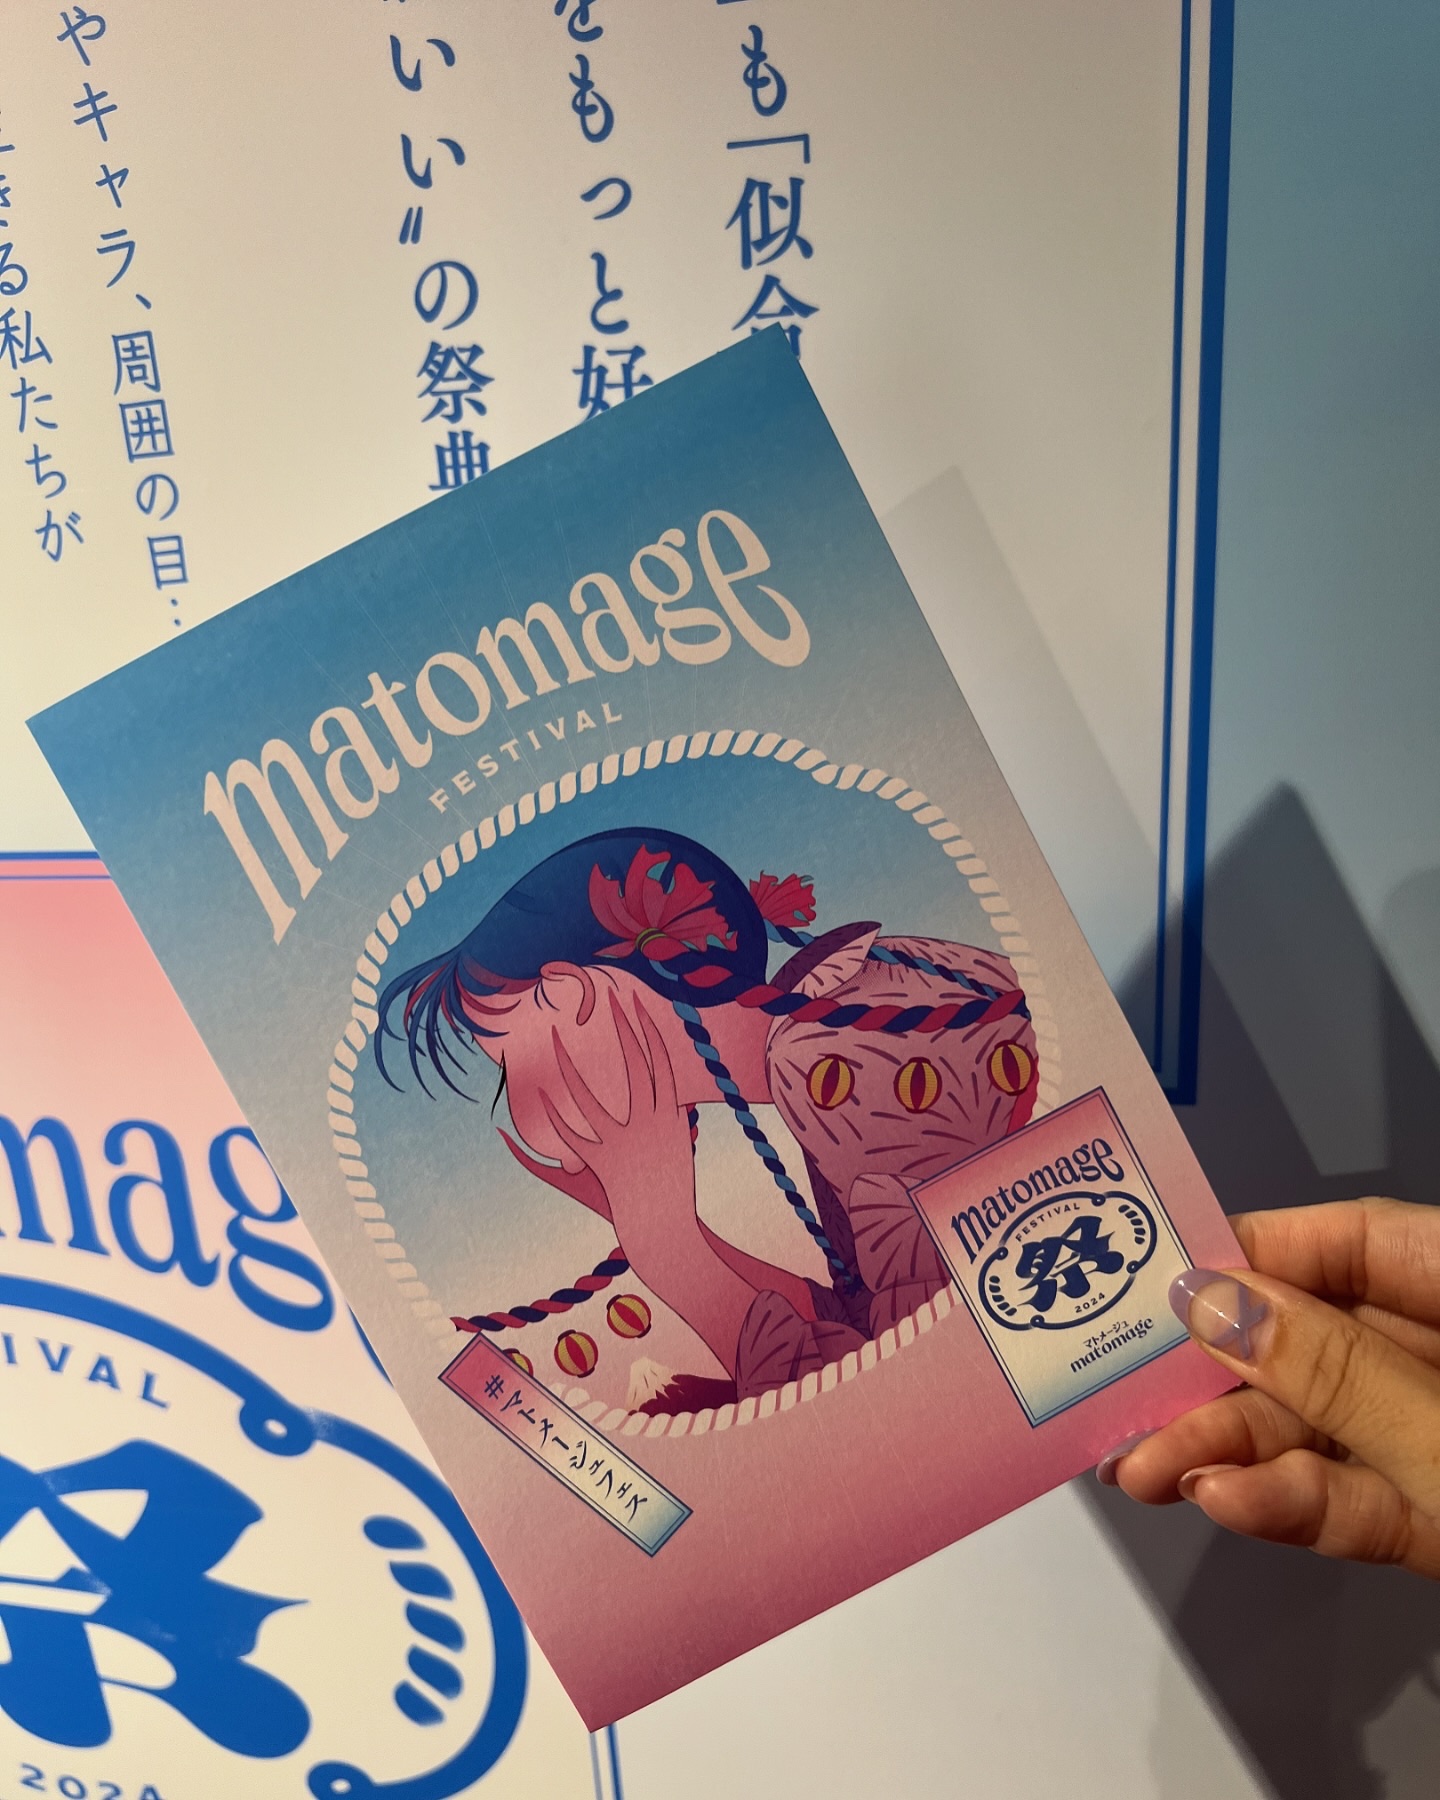 も「似合
をもっと好
いい〟の祭典
やキャラ、周囲の目…
きる私たちが
matomage
FESTIVAL
matomage
FESTIVAL
祭
2024
マトメージュ
matomage
#マトメージュフェス
mag
IVAL
2024